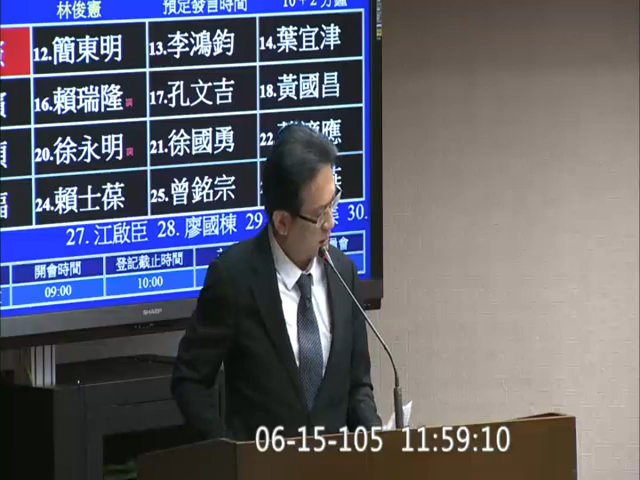 林俊憲 預定發言時間 10+2分鐘
12.簡東明 13.李鴻鈞 14.葉宜津
16.賴瑞隆 17.孔文吉 18.黃國昌
20.徐永明 21.徐國勇 22
24.賴士葆 25.曾銘宗
27.江啟臣 28.廖國棟 29 30.
開會時間 登記截止時間
09:00 10:00
SHARP
06-15-105 11:59:10